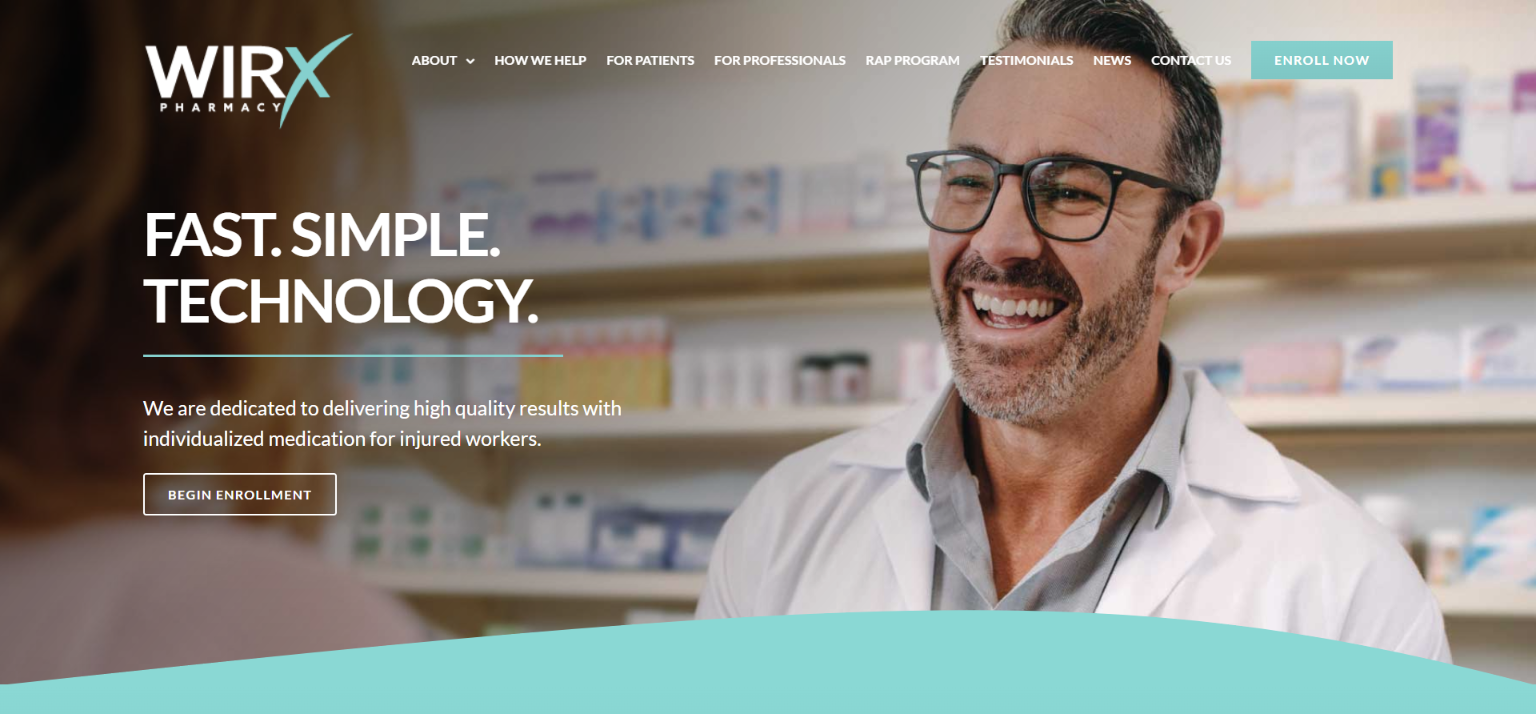 WIRX
PHARMACY
ABOUT HOW WE HELP FOR PATIENTS FOR PROFESSIONALS RAP PROGRAM TESTIMONIALS NEWS CONTACT US ENROLL NOW
FAST. SIMPLE.
TECHNOLOGY.
We are dedicated to delivering high quality results with
individualized medication for injured workers.
BEGIN ENROLLMENT